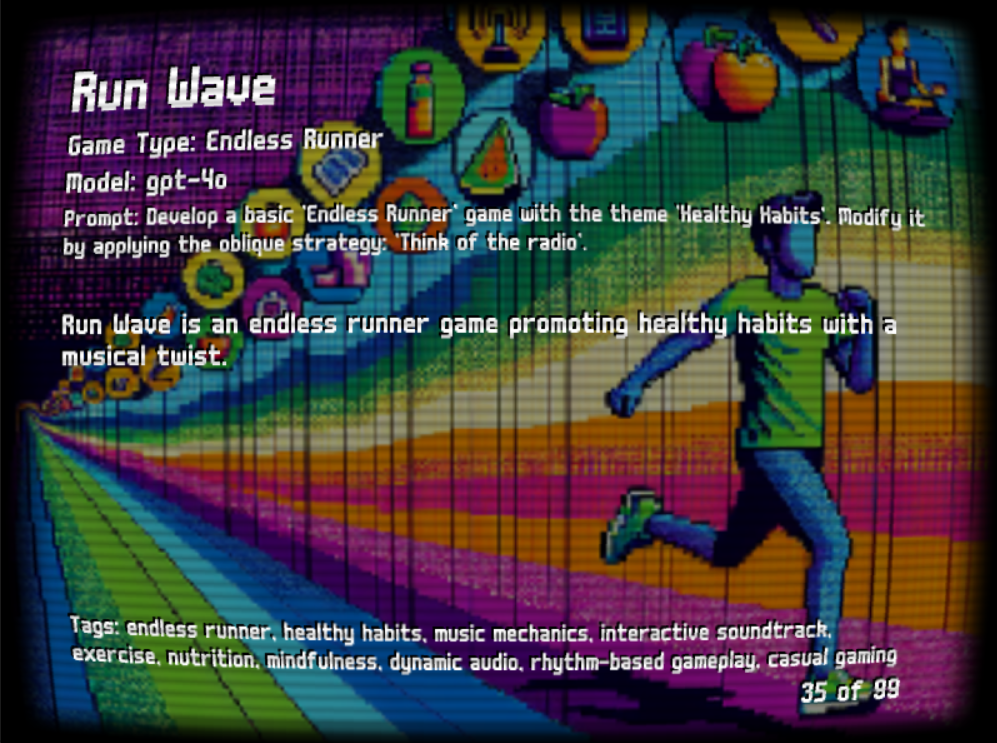 Run Wave
Game Type: Endless Runner
Model: gpt-4o
Prompt: Develop a basic 'Endless Runner' game with the theme 'Healthy Habits'. Modify it
by applying the oblique strategy: 'Think of the radio'.
Run Wave is an endless runner game promoting healthy habits with a
musical twist.
Tags: endless runner, healthy habits, music mechanics, interactive soundtrack,
exercise, nutrition, mindfulness, dynamic audio, rhythm-based gameplay, casual gaming
35 of 99